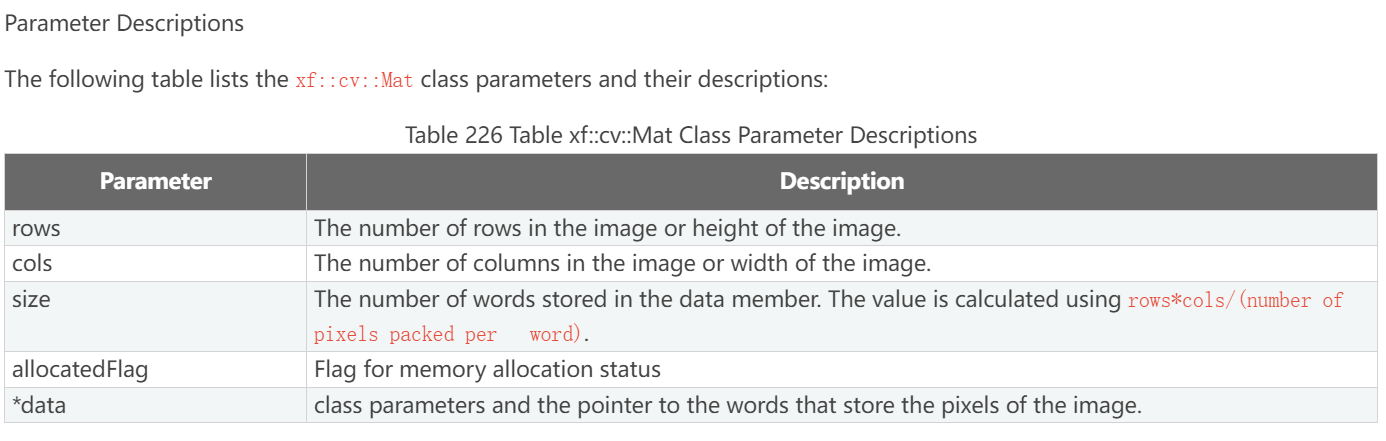 Parameter Descriptions
The following table lists the xf::cv::Mat class parameters and their descriptions:
Table 226 Table xf::cv::Mat Class Parameter Descriptions
Parameter Description
rows The number of rows in the image or height of the image.
cols The number of columns in the image or width of the image.
size The number of words stored in the data member. The value is calculated using rows*cols/(number of
pixels packed per   word).
allocatedFlag Flag for memory allocation status
*data class parameters and the pointer to the words that store the pixels of the image.